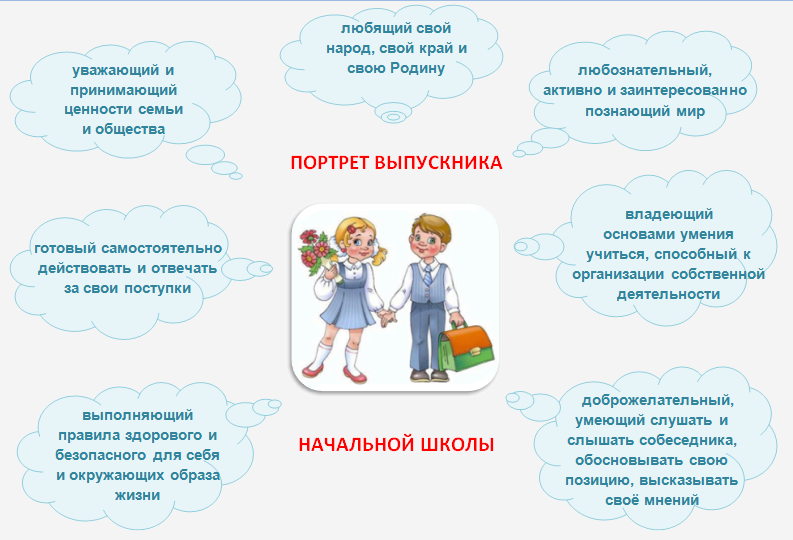 любящий свой
народ, свой край и
свою Родину
уважающий и
принимающий
ценности семьи
и общества
любознательный,
активно и заинтересованно
познающий мир
ПОРТРЕТ ВЫПУСКНИКА
готовый самостоятельно
действовать и отвечать
за свои поступки
владеющий
основами умения
учиться, способный к
организации собственной
деятельности
выполняющий
правила здорового и
безопасного для себя
и окружающих образа
жизни
НАЧАЛЬНОЙ ШКОЛЫ
доброжелательный,
умеющий слушать и
слышать собеседника,
обосновывать свою
позицию, высказывать
своё мнений